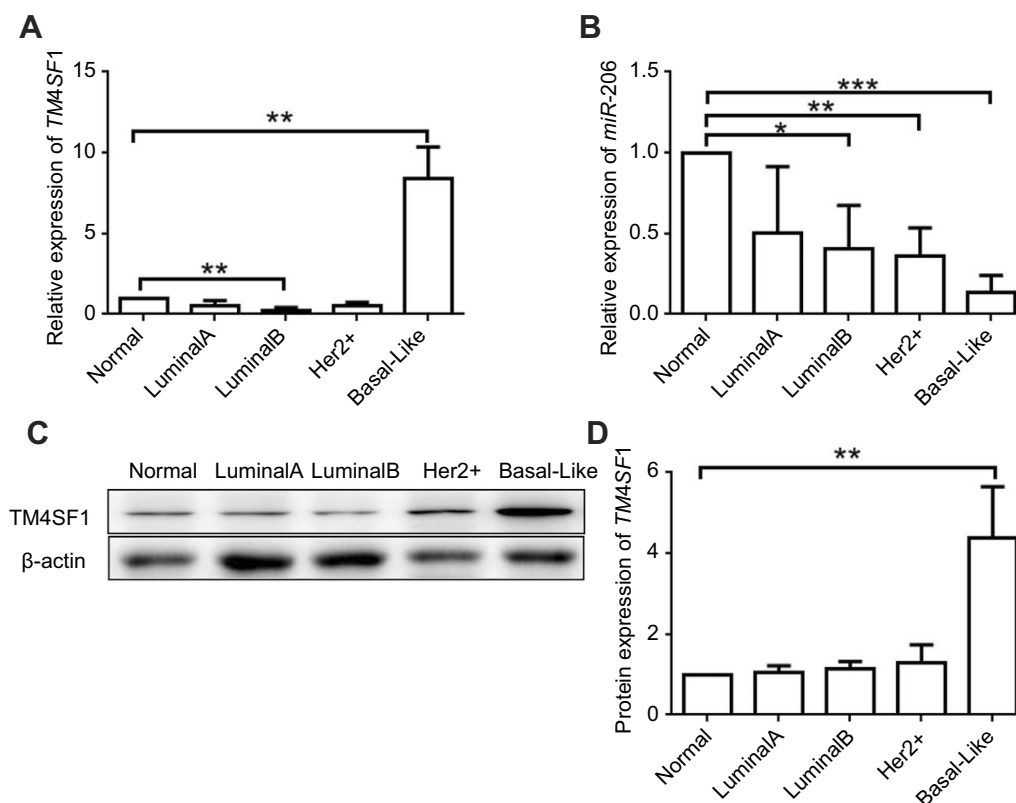 A
Relative expression of TM4SF1
15
10
5
0
**
**
Normal
LuminalA
LuminalB
Her2+
Basal-Like
B
Relative expression of miR-206
1.5
1.0
0.5
0.0
***
**
*
Normal
LuminalA
LuminalB
Her2+
Basal-Like
C
Normal LuminalA LuminalB Her2+ Basal-Like
TM4SF1
β-actin
D
Protein expression of TM4SF1
6
4
2
0
**
Normal
LuminalA
LuminalB
Her2+
Basal-Like